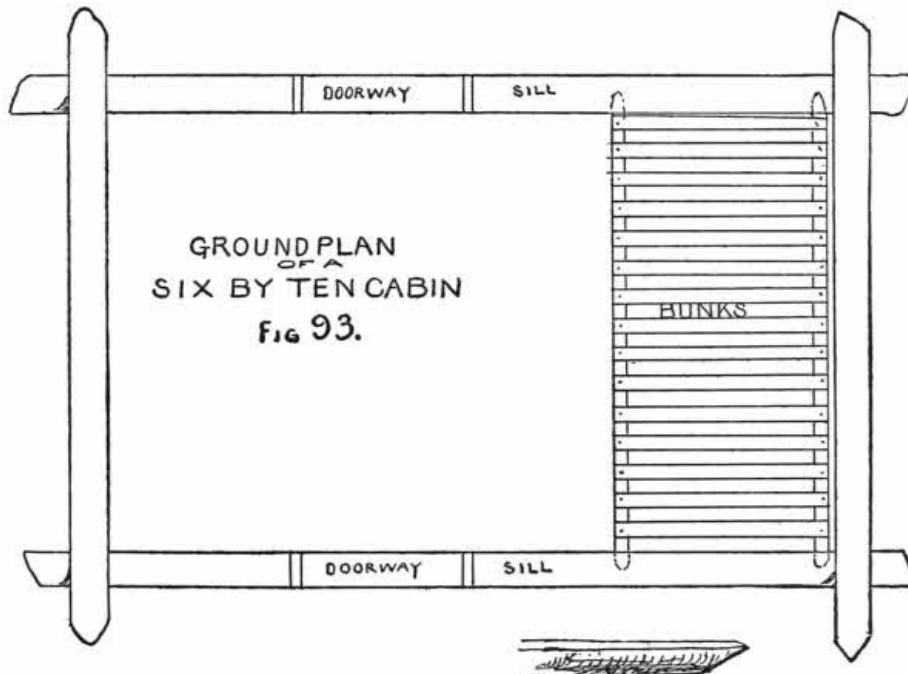 DOORWAY SILL
GROUND PLAN
OF A
SIX BY TEN CABIN
FIG 93.
BUNKS
DOORWAY SILL